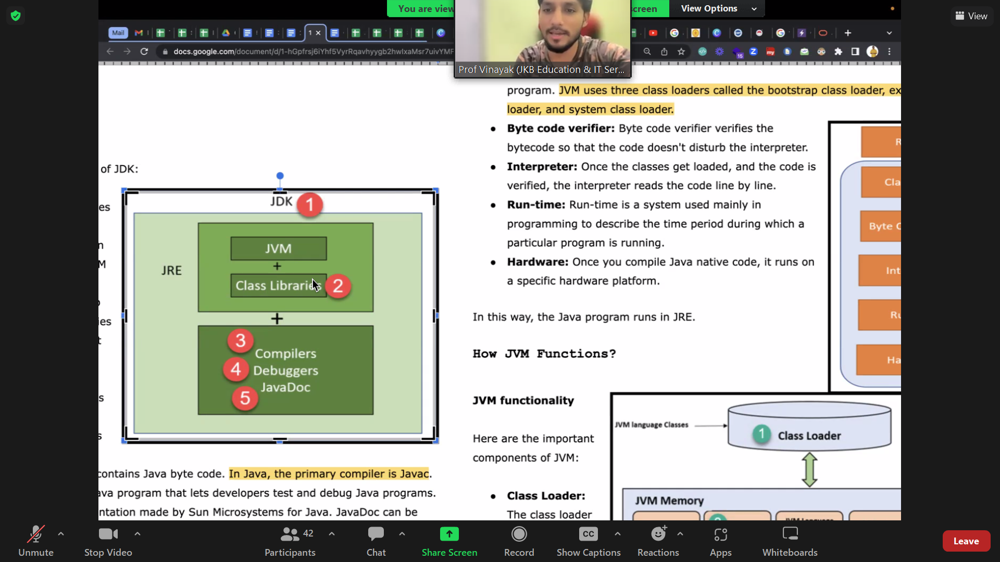 You are view
screen
View Options
View
Mail
1
docs.google.com/document/d/1-hGpfrsj6iYhf5VyrRqavhyygb2hwlxaMsr7uivYMF
15
Prof Vinayak (JKB Education & IT Ser...
of JDK:
es
n
M
ies
t
s
s
JDK 1
JVM
+
JRE
Class Libraries 2
+
3
Compilers
4 Debuggers
JavaDoc
5
contains Java byte code. In Java, the primary compiler is Javac.
ava program that lets developers test and debug Java programs.
ntation made by Sun Microsystems for Java. JavaDoc can be
program. JVM uses three class loaders called the bootstrap class loader, ex
loader, and system class loader.
• Byte code verifier: Byte code verifier verifies the
bytecode so that the code doesn't disturb the interpreter.
• Interpreter: Once the classes get loaded, and the code is
verified, the interpreter reads the code line by line.
• Run-time: Run-time is a system used mainly in
programming to describe the time period during which a
particular program is running.
• Hardware: Once you compile Java native code, it runs on
a specific hardware platform.
In this way, the Java program runs in JRE.
How JVM Functions?
JVM functionality
Here are the important
components of JVM:
• Class Loader:
The class loader
R
Cla
Byte C
Int
Ru
Ha
JVM language Classes
1 Class Loader
JVM Memory
JVM Language
Unmute
Stop Video
42
Participants
Chat
Share Screen
Record
CC
Show Captions
Reactions
Apps
Whiteboards
Leave